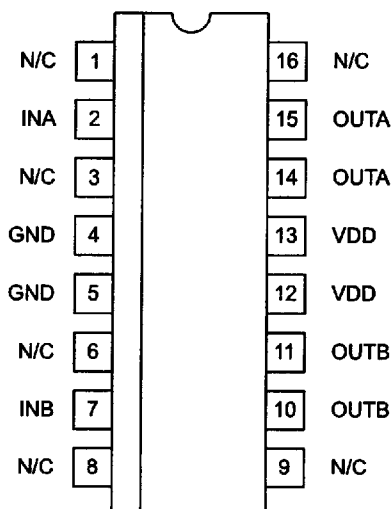 N/C 1 16 N/C
INA 2 15 OUTA
N/C 3 14 OUTA
GND 4 13 VDD
GND 5 12 VDD
N/C 6 11 OUTB
INB 7 10 OUTB
N/C 8 9 N/C